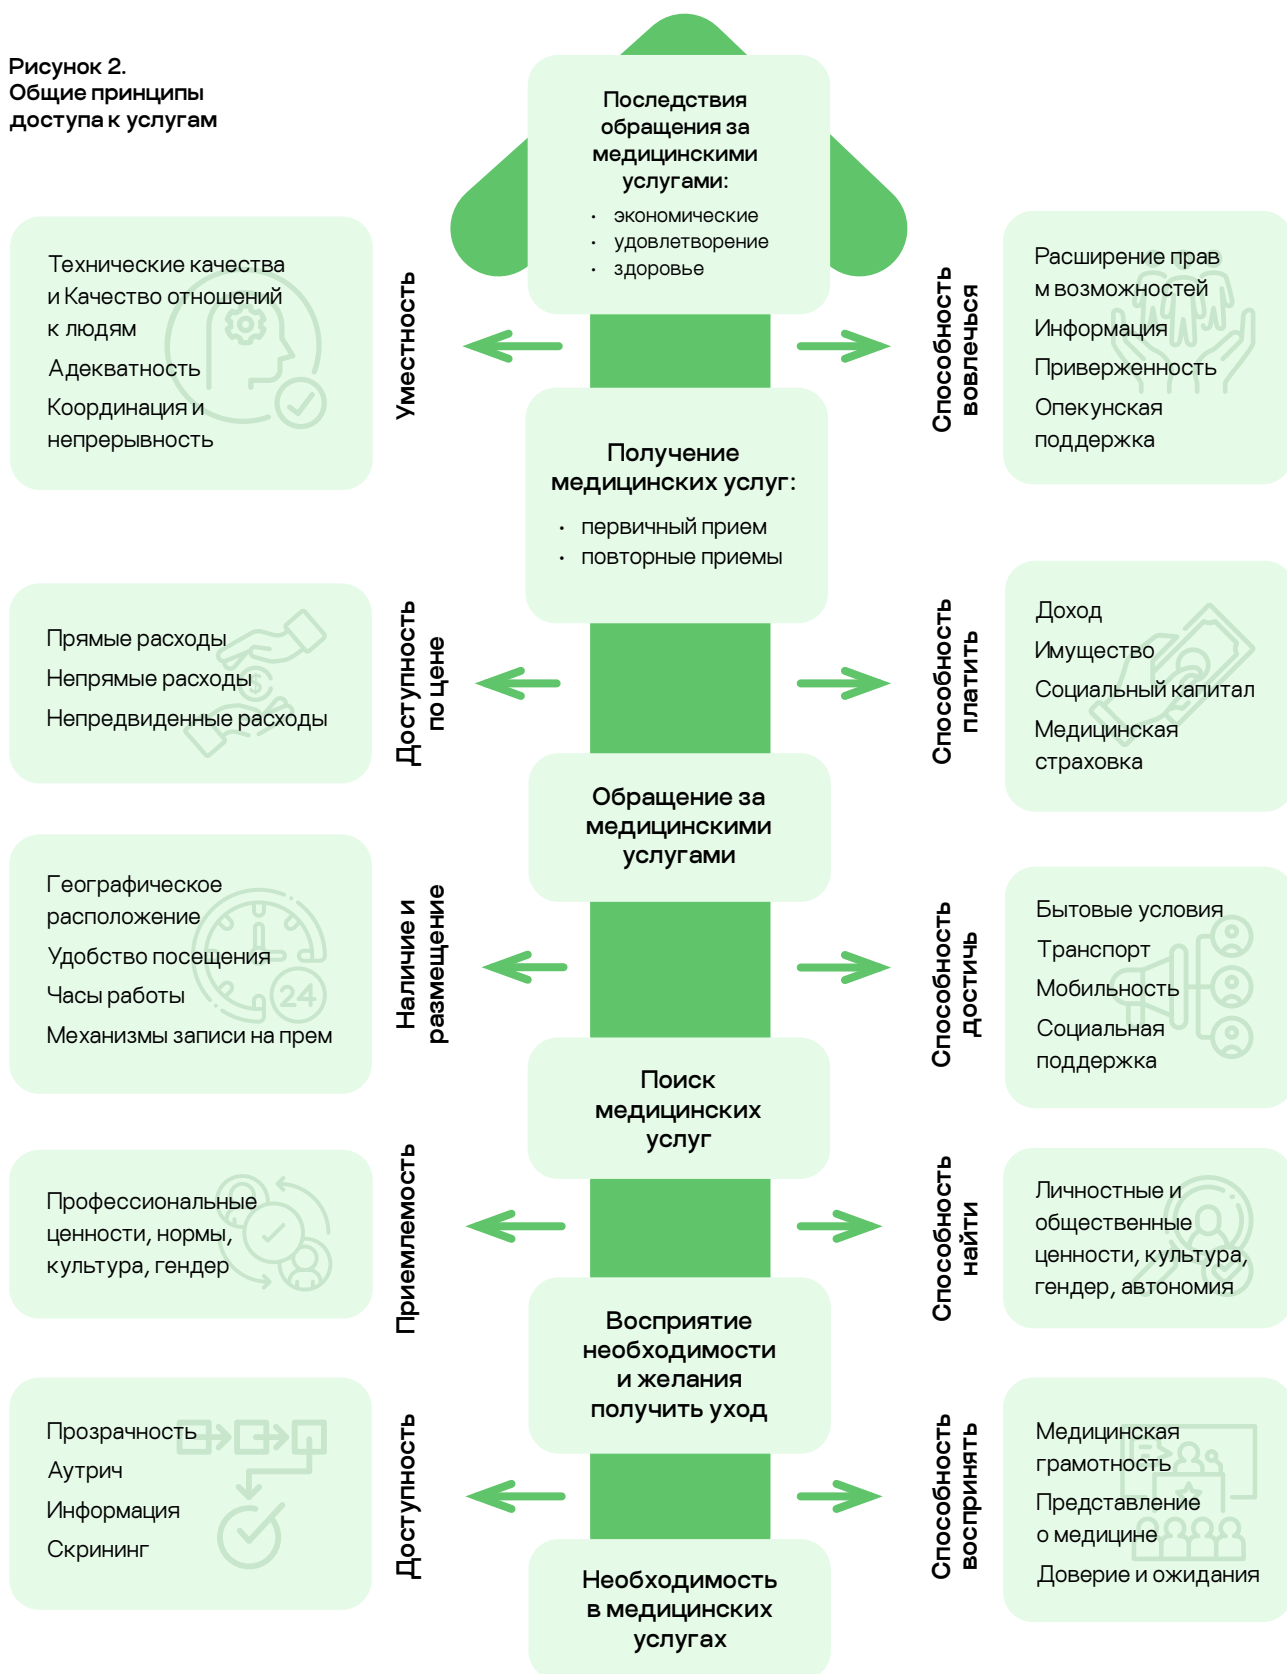 Рисунок 2.
Общие принципы
доступа к услугам
Последствия
обращения за
медицинскими
услугами:
· экономические
· удовлетворение
· здоровье
Технические качества
и Качество отношений
к людям
Адекватность
Координация и
непрерывность
Уместность
Способность
вовлечься
Расширение прав
м возможностей
Информация
Приверженность
Опекунская
поддержка
Получение
медицинских услуг:
· первичный прием
· повторные приемы
Прямые расходы
Непрямые расходы
Непредвиденные расходы
Доступность
по цене
Способность
платить
Доход
Имущество
Социальный капитал
Медицинская
страховка
Обращение за
медицинскими
услугами
Географическое
расположение
Удобство посещения
Часы работы
Механизмы записи на прем
24
Наличие и
размещение
Способность
достичь
Бытовые условия
Транспорт
Мобильность
Социальная
поддержка
Поиск
медицинских
услуг
Профессиональные
ценности, нормы,
культура, гендер
Приемлемость
Способность
найти
Личностные и
общественные
ценности, культура,
гендер, автономия
Восприятие
необходимости
и желания
получить уход
Прозрачность
Аутрич
Информация
Скрининг
Доступность
Способность
воспринять
Медицинская
грамотность
Представление
о медицине
Доверие и ожидания
Необходимость
в медицинских
услугах